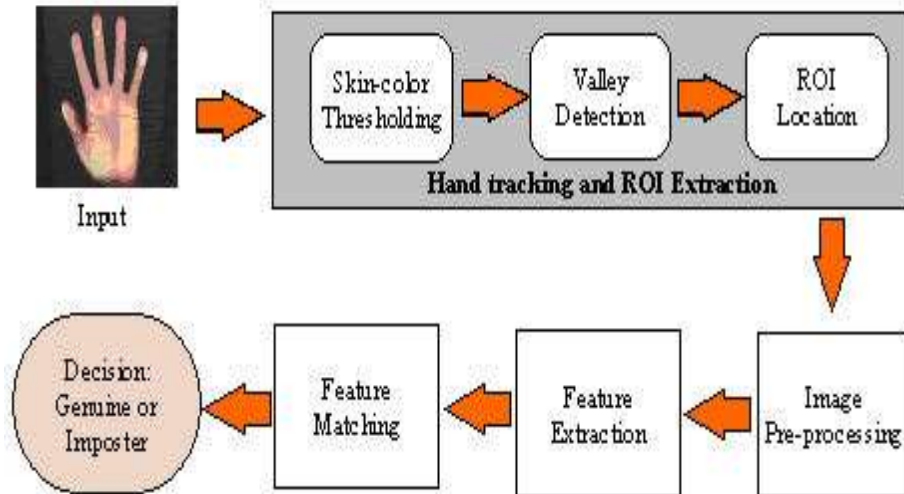 Skin-color
Thresholding
Valley
Detection
ROI
Location
Hand tracking and ROI Extraction
Input
Image
Pre-processing
Feature
Extraction
Feature
Matching
Decision:
Genuine or
Imposter